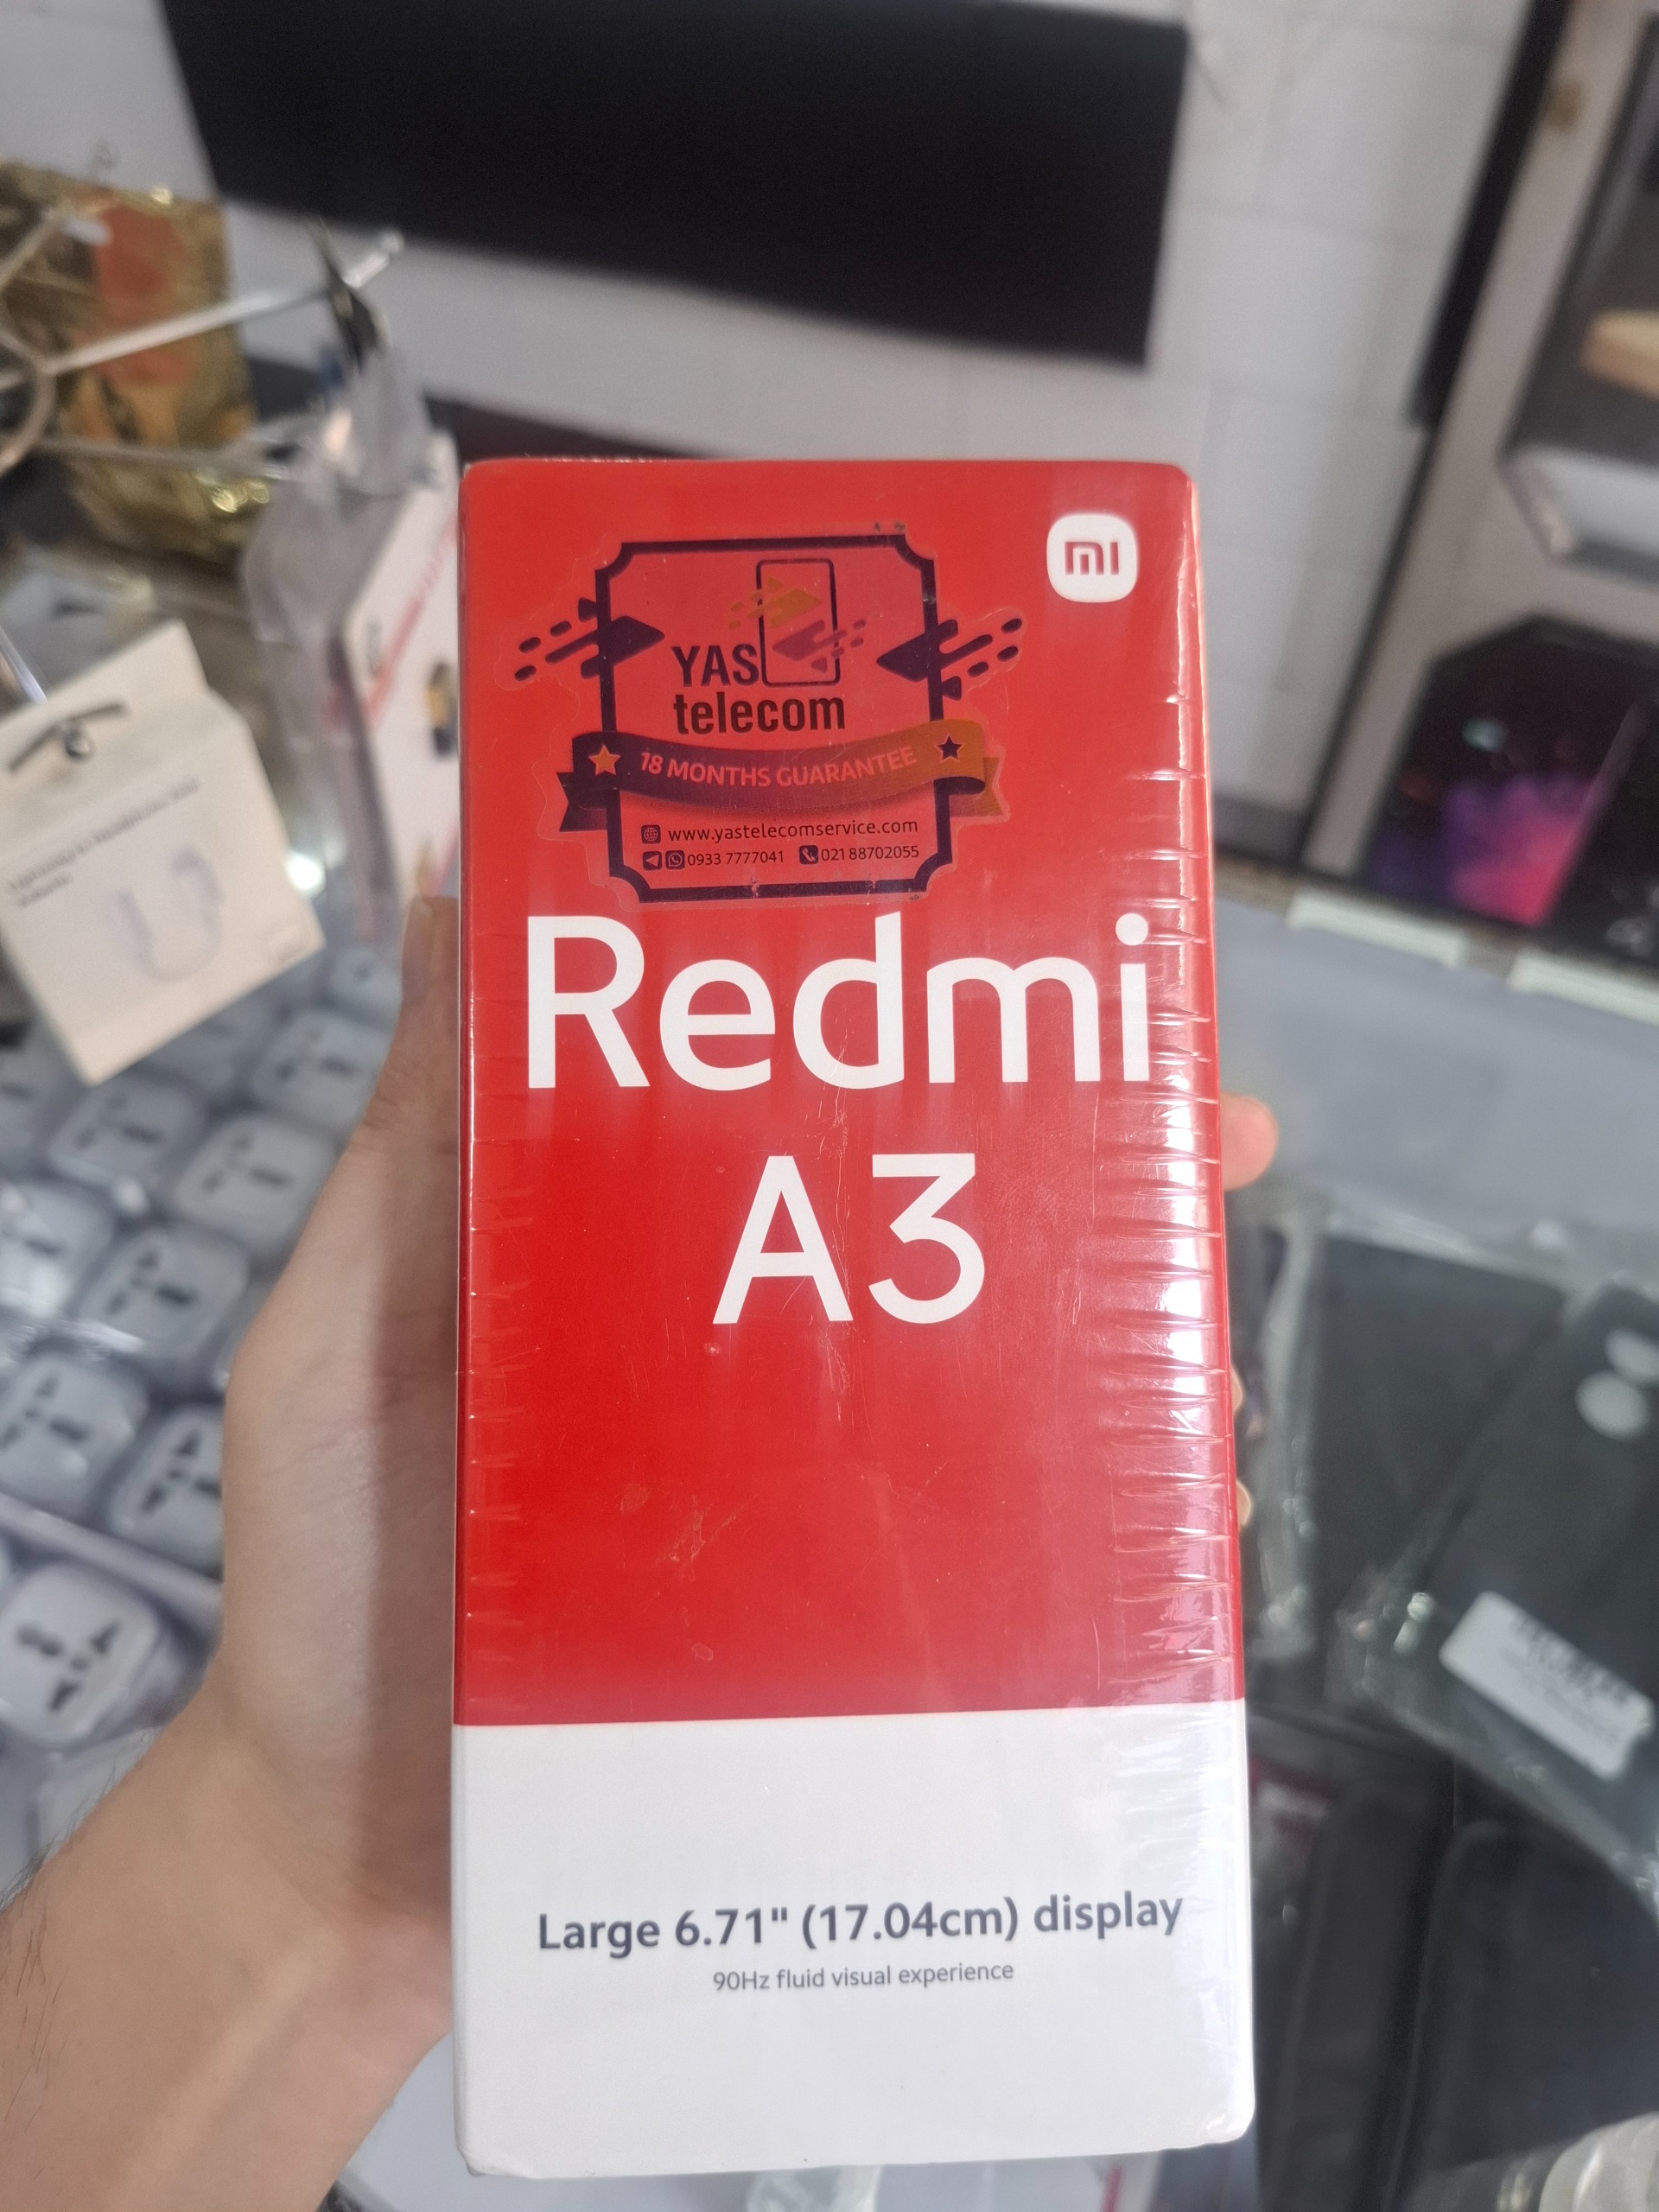 mi
YAS
telecom
18 MONTHS GUARANTEE
www.yastelecomservice.com
0933 7777041 021 88702055
Redmi
A3
Large 6.71" (17.04cm) display
90Hz fluid visual experience